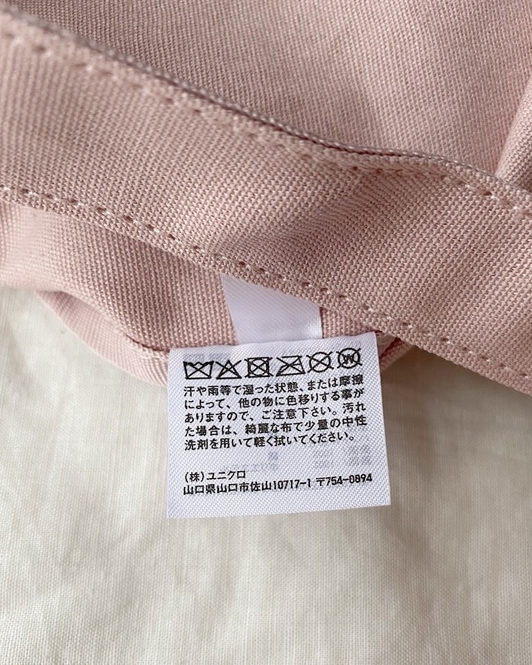 汗や雨等で湿った状態、または摩擦
によって、他の物に色移りする事が
ありますので、ご注意下さい。汚れ
た場合は、綺麗な布で少量の中性
洗剤を用いて軽く拭いてください。
(株)ユニクロ
山口県山口市佐山10717-1 〒754-0894